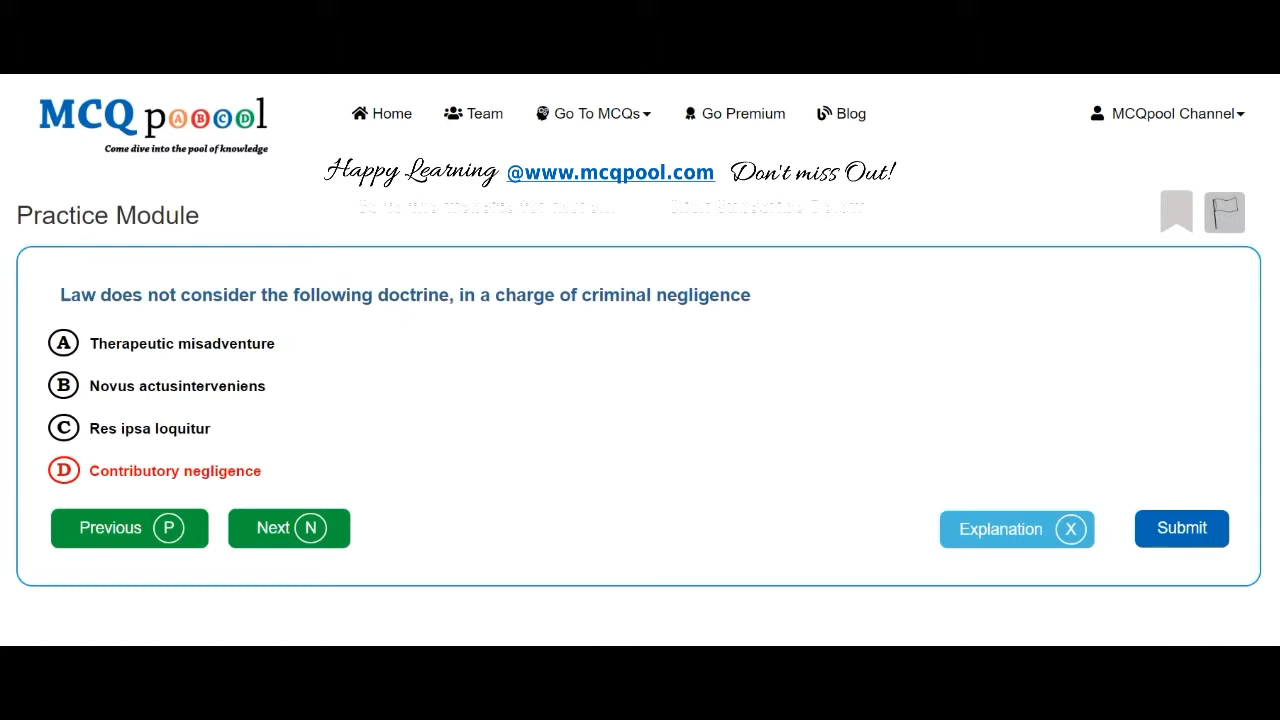 MCQ pooool
Come dive into the pool of knowledge
Home Team Go To MCQs Go Premium Blog MCQpool Channel
Happy Learning @www.mcqpool.com Don't miss Out!
Practice Module
Law does not consider the following doctrine, in a charge of criminal negligence
A Therapeutic misadventure
B Novus actusinterveniens
C Res ipsa loquitur
D Contributory negligence
Previous P Next N Explanation X Submit